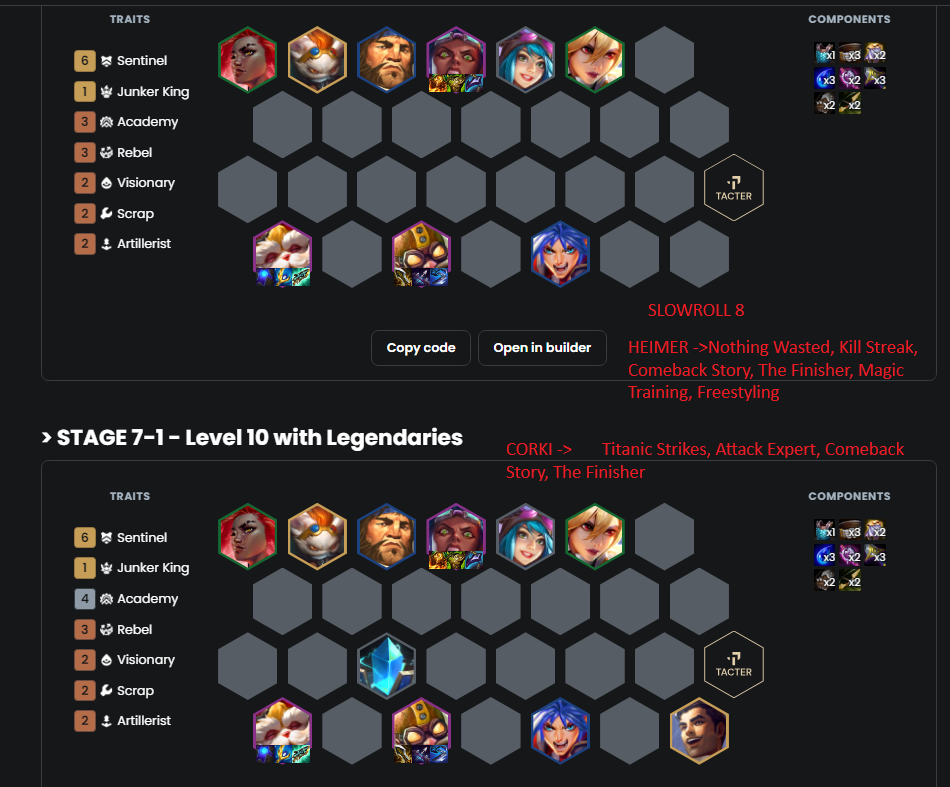 TRAITS
COMPONENTS
6 Sentinel
1 Junker King
3 Academy
3 Rebel
2 Visionary
2 Scrap
2 Artillerist
x1 x3 x2
x3 x2 x3
x2 x2
TACTER
SLOWROLL 8
Copy code
Open in builder
HEIMER ->Nothing Wasted, Kill Streak,
Comeback Story, The Finisher, Magic
Training, Freestyling
> STAGE 7-1 - Level 10 with Legendaries
CORKI -> Titanic Strikes, Attack Expert, Comeback
Story, The Finisher
TRAITS
COMPONENTS
6 Sentinel
1 Junker King
4 Academy
3 Rebel
2 Visionary
2 Scrap
2 Artillerist
x1 x3 x2
x3 x2 x3
x2 x2
TACTER